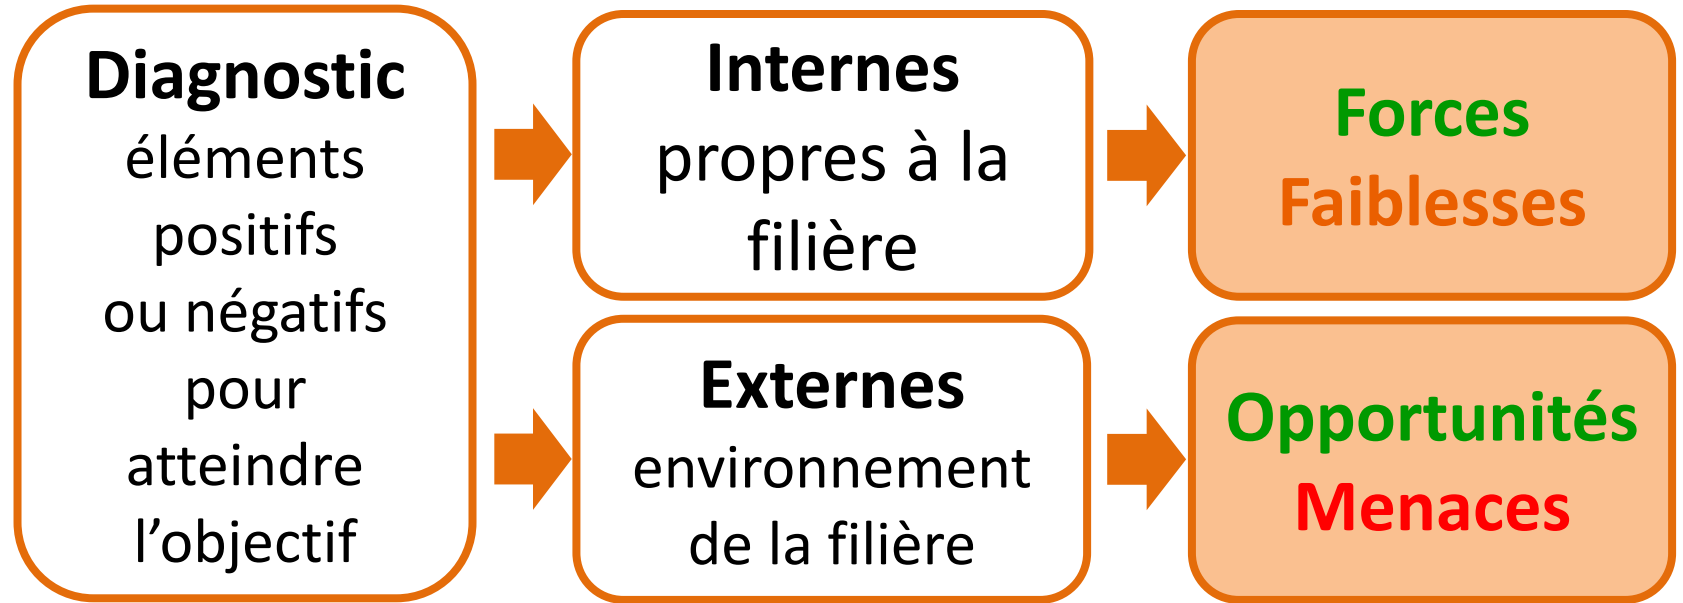 Diagnostic
éléments
positifs
ou négatifs
pour
atteindre
l’objectif
Internes
propres à la
filière
Forces
Faiblesses
Externes
environnement
de la filière
Opportunités
Menaces